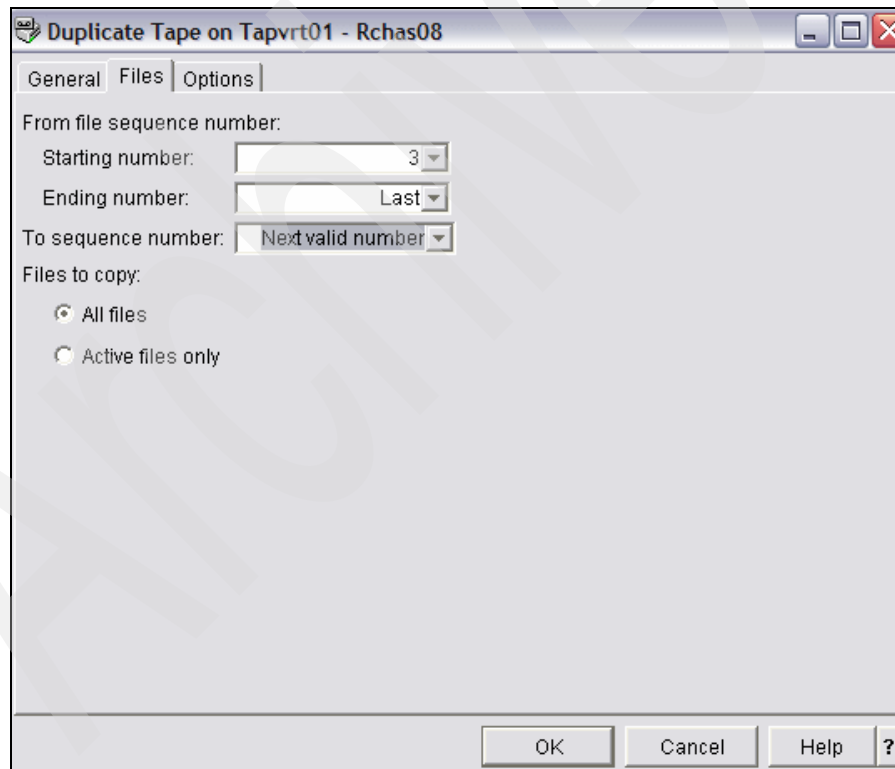 Duplicate Tape on Tapvrt01 - Rchas08
General Files Options
From file sequence number:
Starting number: 3
Ending number: Last
To sequence number: Next valid number
Files to copy:
All files
Active files only
OK Cancel Help ?
Archive